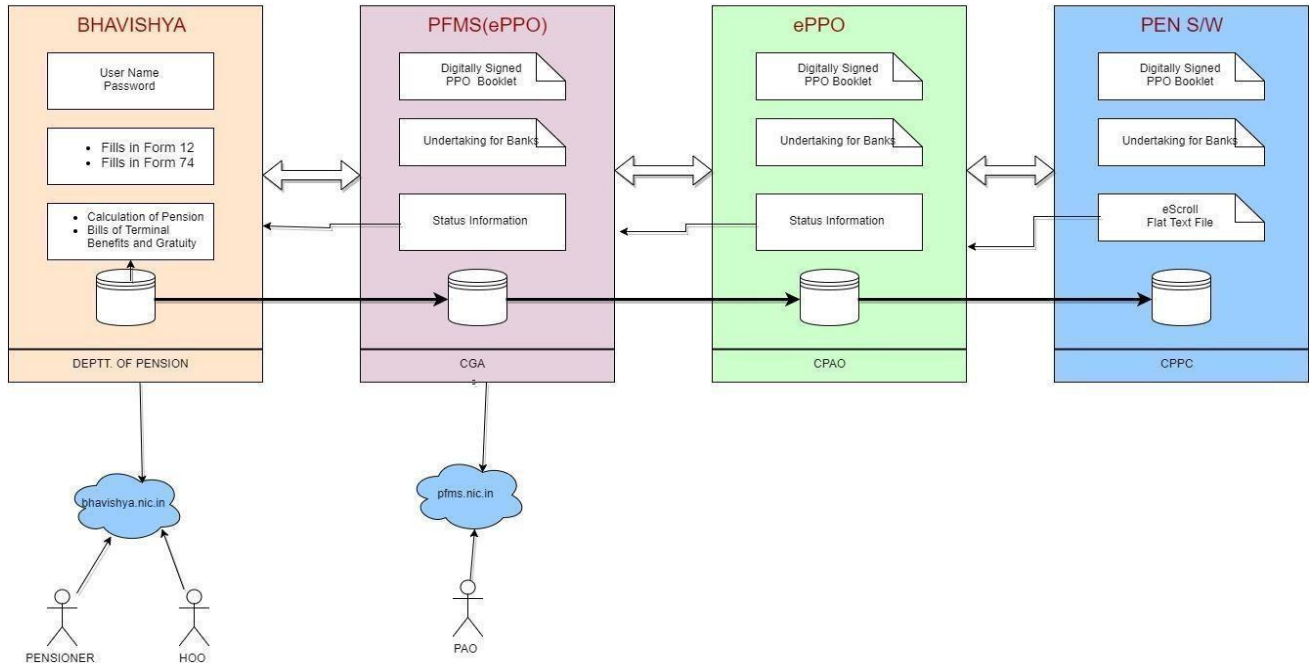 BHAVISHYA
User Name
Password
• Fills in Form 12
• Fills in Form 74
• Calculation of Pension
• Bills of Terminal
Benefits and Gratuity
DEPTT. OF PENSION
PFMS(ePPO)
Digitally Signed
PPO Booklet
Undertaking for Banks
Status Information
CGA
ePPO
Digitally Signed
PPO Booklet
Undertaking for Banks
Status Information
CPAO
PEN S/W
Digitally Signed
PPO Booklet
Undertaking for Banks
eScroll
Flat Text File
CPPC
bhavishya.nic.in
pfms.nic.in
PENSIONER
HOO
PAO